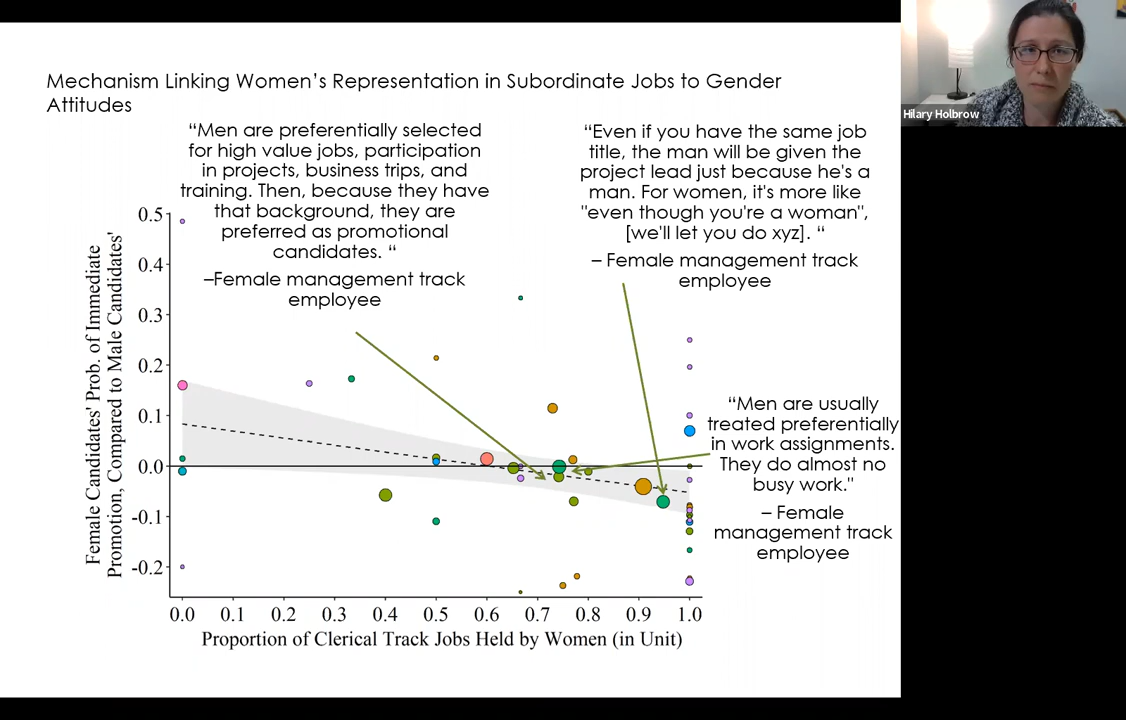 Mechanism Linking Women's Representation in Subordinate Jobs to Gender
Attitudes
“Men are preferentially selected
for high value jobs, participation
in projects, business trips, and
training. Then, because they have
that background, they are
preferred as promotional
candidates. “
–Female management track
employee
“Even if you have the same job
title, the man will be given the
project lead just because he's a
man. For women, it's more like
"even though you're a woman",
[we'll let you do xyz]. “
– Female management track
employee
“Men are usually
treated preferentially
in work assignments.
They do almost no
busy work."
– Female
management track
employee
Female Candidates' Prob. of Immediate
Promotion, Compared to Male Candidates'
0.5
0.4
0.3
0.2
0.1
0.0
-0.1
-0.2
0.0 0.1 0.2 0.3 0.4 0.5 0.6 0.7 0.8 0.9 1.0
Proportion of Clerical Track Jobs Held by Women (in Unit)
Hilary Holbrow